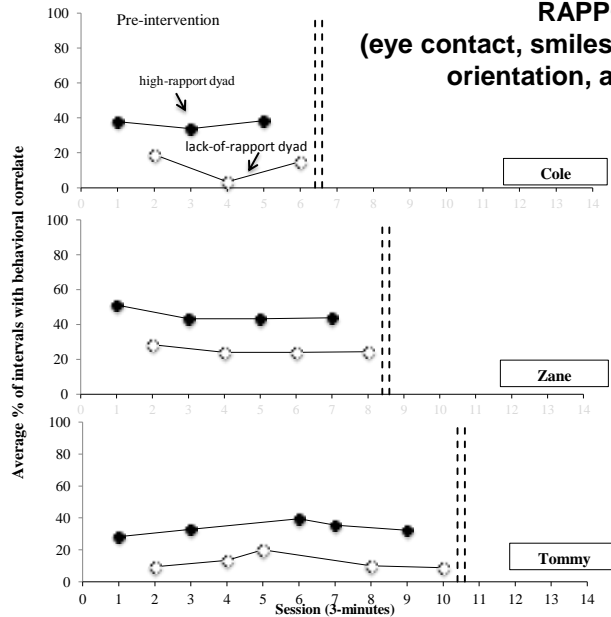 RAPP
(eye contact, smiles
orientation, a
Pre-intervention
high-rapport dyad
lack-of-rapport dyad
100
80
60
40
20
0
1 2 3 4 5 6 7 8 9 10 11 12 13 14
Cole
100
80
60
40
20
0
1 2 3 4 5 6 7 8 9 10 11 12 13 14
Zane
100
80
60
40
20
0
1 2 3 4 5 6 7 8 9 10 11 12 13 14
Tommy
Session (3-minutes)
Average % of intervals with behavioral correlate